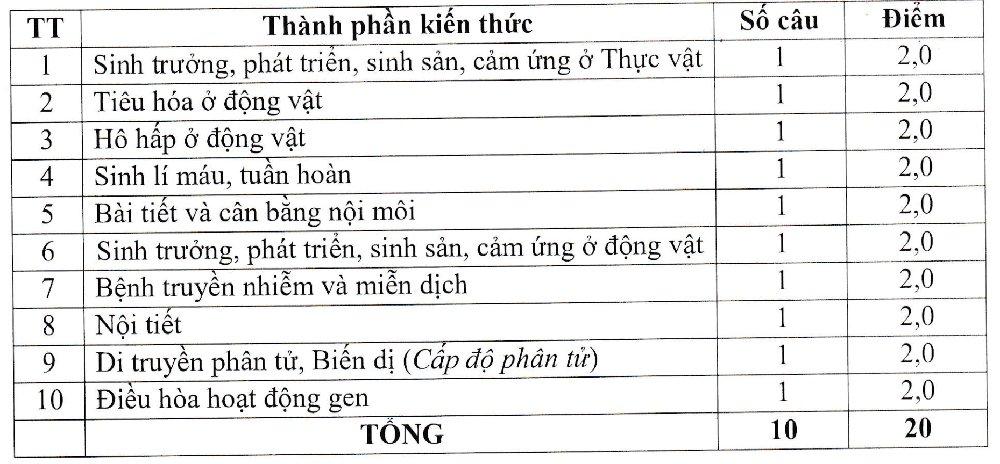 TT Thành phần kiến thức Số câu Điểm
1 Sinh trưởng, phát triển, sinh sản, cảm ứng ở Thực vật 1 2,0
2 Tiêu hóa ở động vật 1 2,0
3 Hô hấp ở động vật 1 2,0
4 Sinh lí máu, tuần hoàn 1 2,0
5 Bài tiết và cân bằng nội môi 1 2,0
6 Sinh trưởng, phát triển, sinh sản, cảm ứng ở động vật 1 2,0
7 Bệnh truyền nhiễm và miễn dịch 1 2,0
8 Nội tiết 1 2,0
9 Di truyền phân tử, Biến dị (Cấp độ phân tử) 1 2,0
10 Điều hòa hoạt động gen 1 2,0
TỔNG 10 20